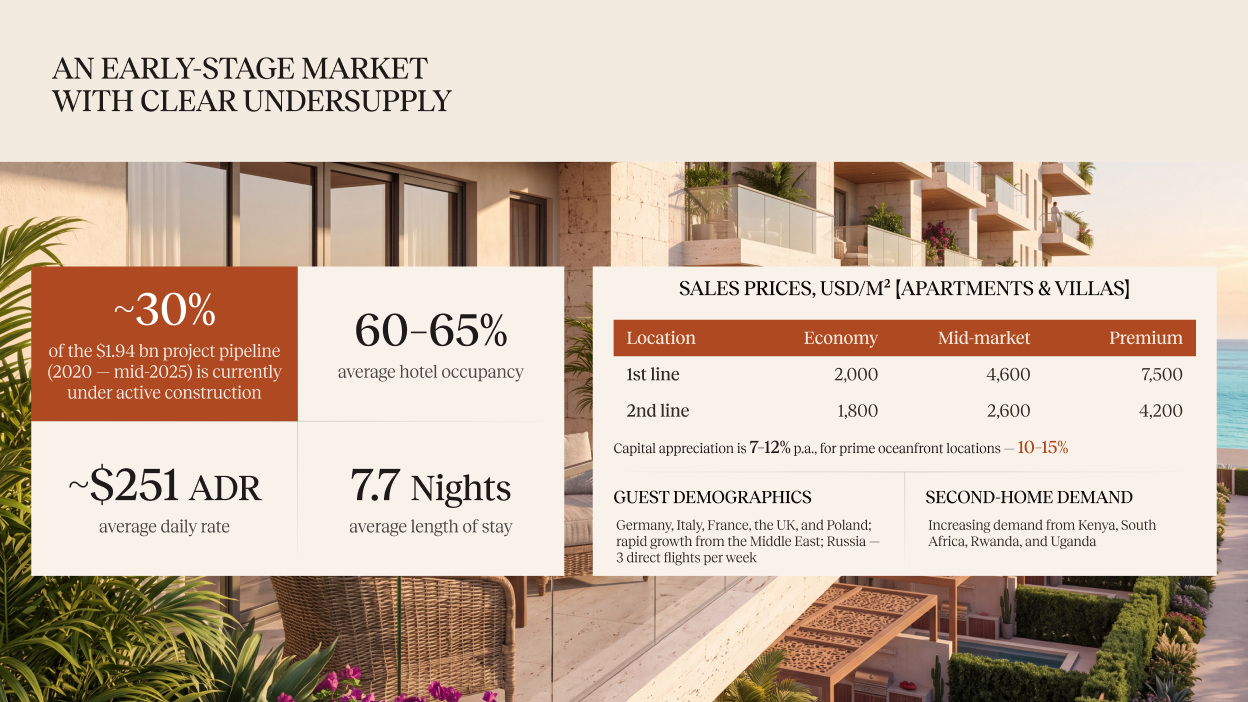 AN EARLY-STAGE MARKET
WITH CLEAR UNDERSUPPLY
~30%
of the $1.94 bn project pipeline
(2020 — mid-2025) is currently
under active construction
60–65%
average hotel occupancy
~$251 ADR
average daily rate
7.7 Nights
average length of stay
SALES PRICES, USD/M² [APARTMENTS & VILLAS]
Location Economy Mid-market Premium
1st line 2,000 4,600 7,500
2nd line 1,800 2,600 4,200
Capital appreciation is 7–12% p.a., for prime oceanfront locations — 10–15%
GUEST DEMOGRAPHICS
Germany, Italy, France, the UK, and Poland;
rapid growth from the Middle East; Russia —
3 direct flights per week
SECOND-HOME DEMAND
Increasing demand from Kenya, South
Africa, Rwanda, and Uganda